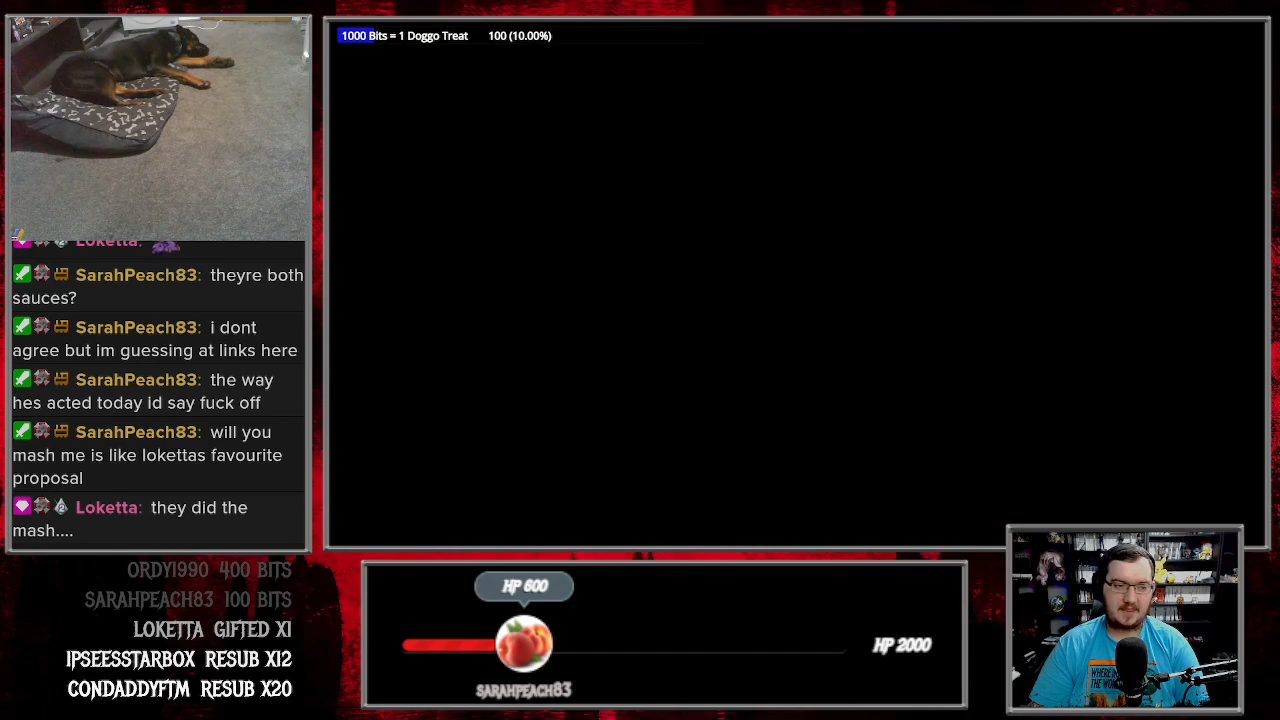 1000 Bits = 1 Doggo Treat 100 (10.00%)
Loketta:
SarahPeach83: theyre both
sauces?
SarahPeach83: i dont
agree but im guessing at links here
SarahPeach83: the way
hes acted today id say fuck off
SarahPeach83: will you
mash me is like lokettas favourite
proposal
Loketta: they did the
mash....
ORDY1990 400 BITS
SARAHPEACH83 100 BITS
LOKETTA GIFTED X1
IPSEESSTARBOX RESUB X12
CONDADDYFTM RESUB X20
HP 600
HP 2000
SARAHPEACH83